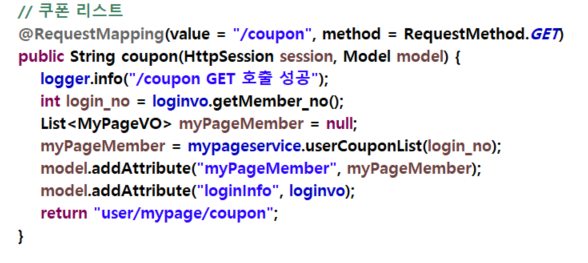 // 쿠폰 리스트
@RequestMapping(value = "/coupon", method = RequestMethod.GET)
public String coupon(HttpSession session, Model model) {
logger.info("/coupon GET 호출 성공");
int login_no = loginvo.getMember_no();
List<MyPageVO> myPageMember = null;
myPageMember = mypageservice.userCouponList(login_no);
model.addAttribute("myPageMember", myPageMember);
model.addAttribute("loginInfo", loginvo);
return "user/mypage/coupon";
}